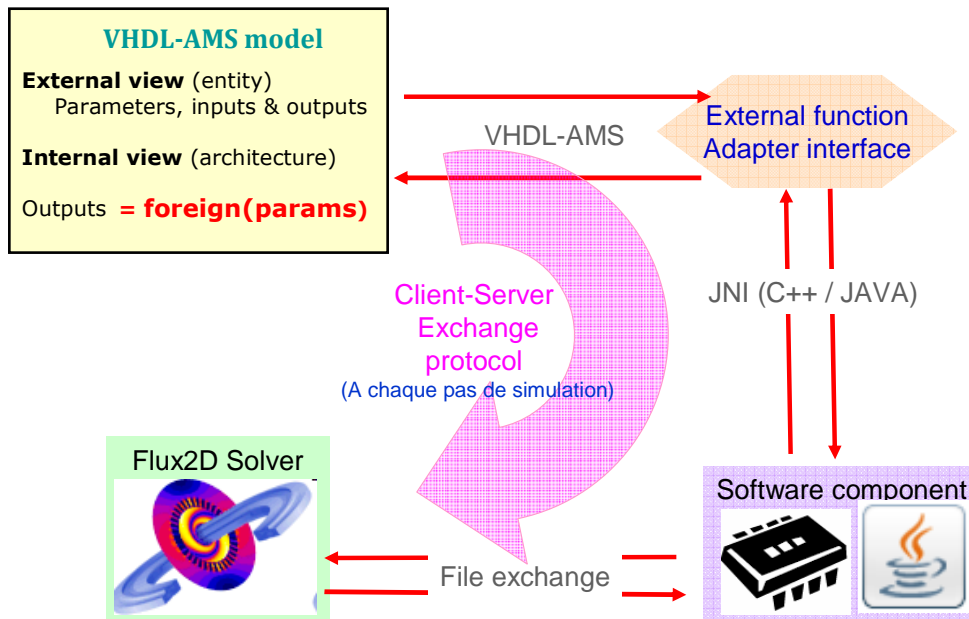 VHDL-AMS model
External view (entity)
Parameters, inputs & outputs
Internal view (architecture)
Outputs = foreign(params)
External function
Adapter interface
VHDL-AMS
JNI (C++ / JAVA)
Client-Server
Exchange
protocol
(A chaque pas de simulation)
Flux2D Solver
File exchange
Software component